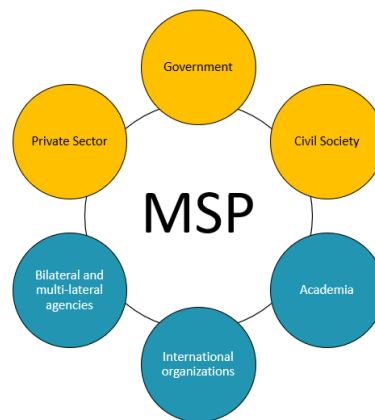 Government
Private Sector
Civil Society
MSP
Bilateral and
multi-lateral
agencies
Academia
International
organizations